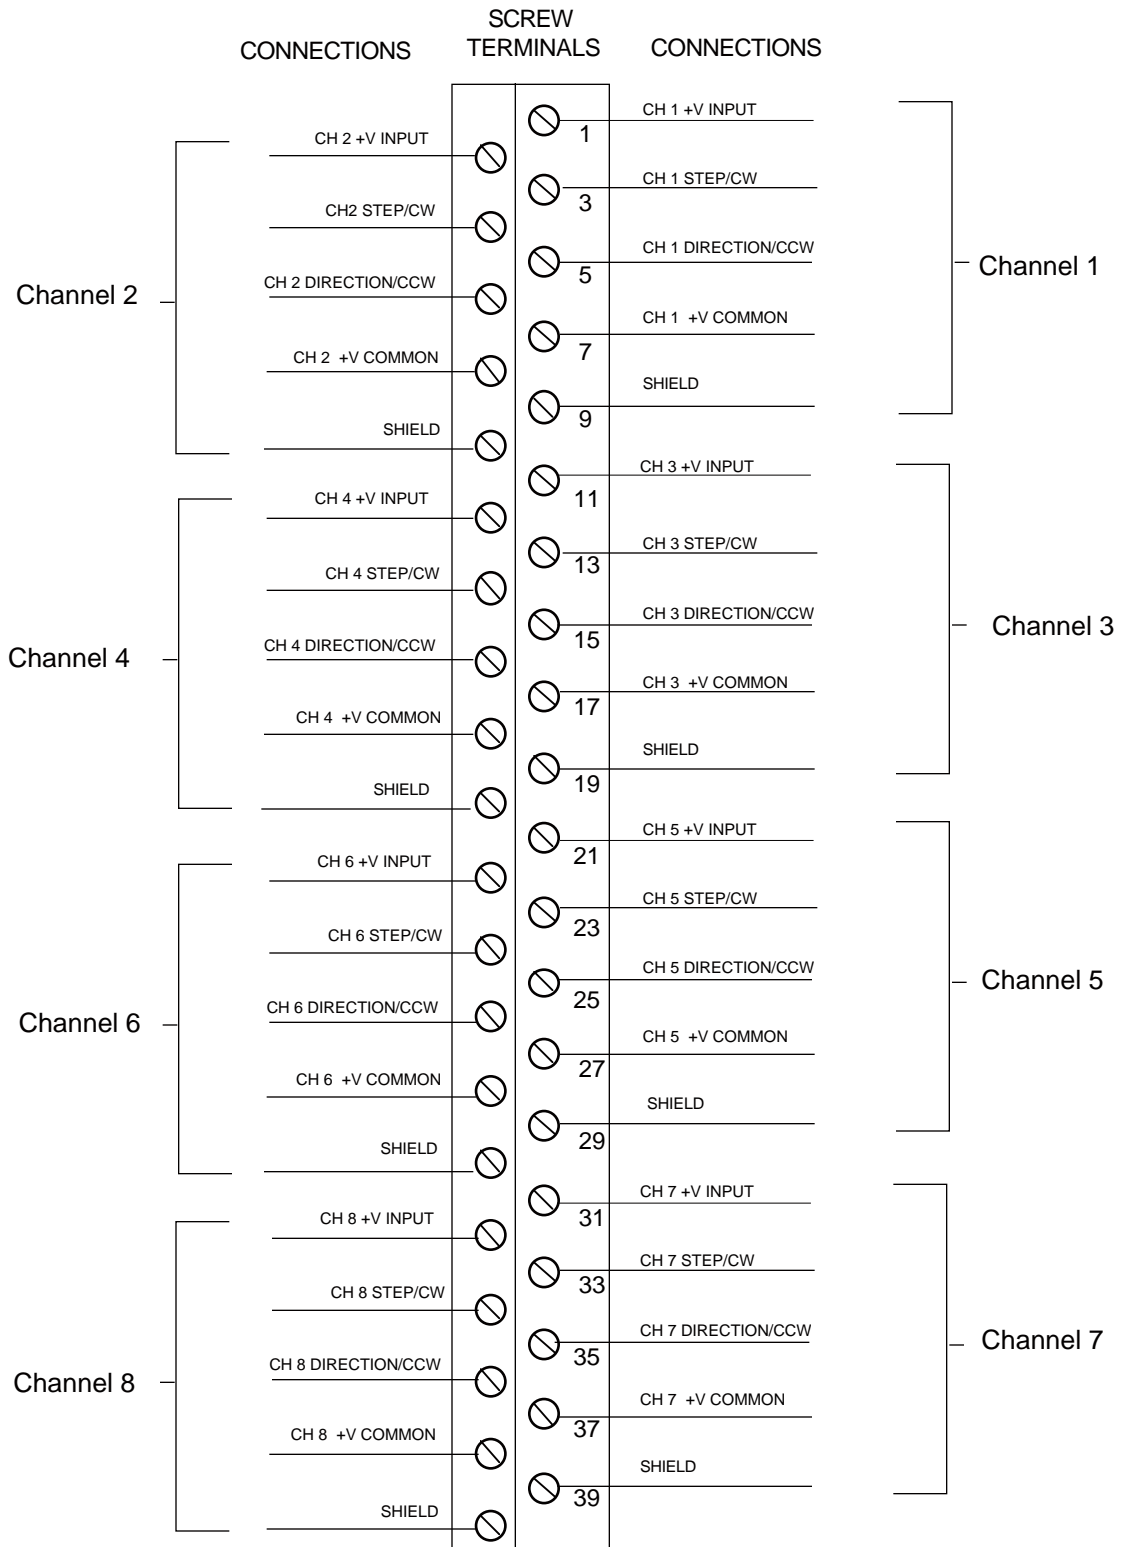 SCREW
TERMINALS
CONNECTIONS
CONNECTIONS
CH 1 +V INPUT
1
CH 2 +V INPUT
CH 1 STEP/CW
3
CH2 STEP/CW
CH 1 DIRECTION/CCW
5
Channel 1
CH 2 DIRECTION/CCW
Channel 2
CH 1 +V COMMON
7
CH 2 +V COMMON
SHIELD
9
SHIELD
CH 3 +V INPUT
11
CH 4 +V INPUT
CH 3 STEP/CW
13
CH 4 STEP/CW
CH 3 DIRECTION/CCW
15
Channel 3
CH 4 DIRECTION/CCW
Channel 4
CH 3 +V COMMON
17
CH 4 +V COMMON
SHIELD
19
SHIELD
CH 5 +V INPUT
21
CH 6 +V INPUT
CH 5 STEP/CW
23
CH 6 STEP/CW
CH 5 DIRECTION/CCW
25
Channel 5
CH 6 DIRECTION/CCW
Channel 6
CH 5 +V COMMON
27
CH 6 +V COMMON
SHIELD
29
SHIELD
CH 7 +V INPUT
31
CH 8 +V INPUT
CH 7 STEP/CW
33
CH 8 STEP/CW
CH 7 DIRECTION/CCW
35
Channel 7
CH 8 DIRECTION/CCW
Channel 8
CH 7 +V COMMON
37
CH 8 +V COMMON
SHIELD
39
SHIELD